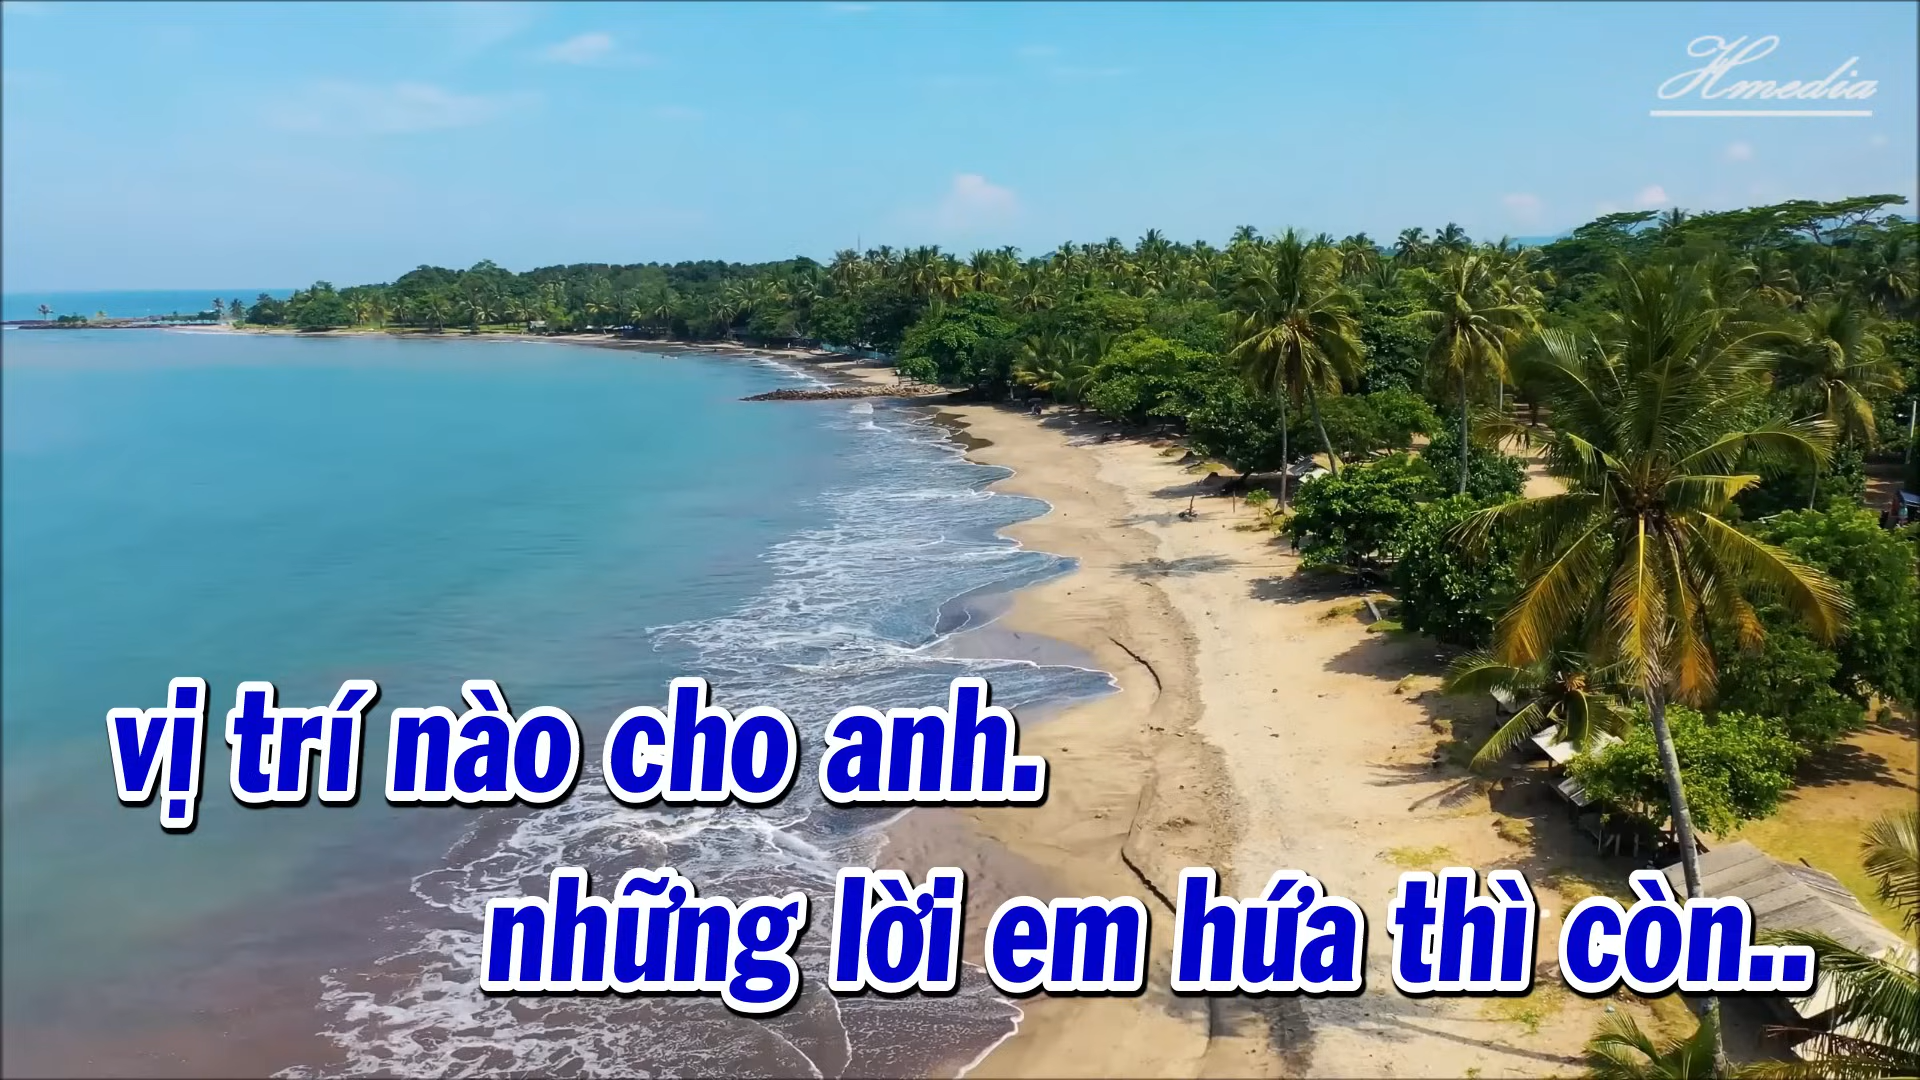 Hmedia
vị trí nào cho anh.
những lời em hứa thì còn..